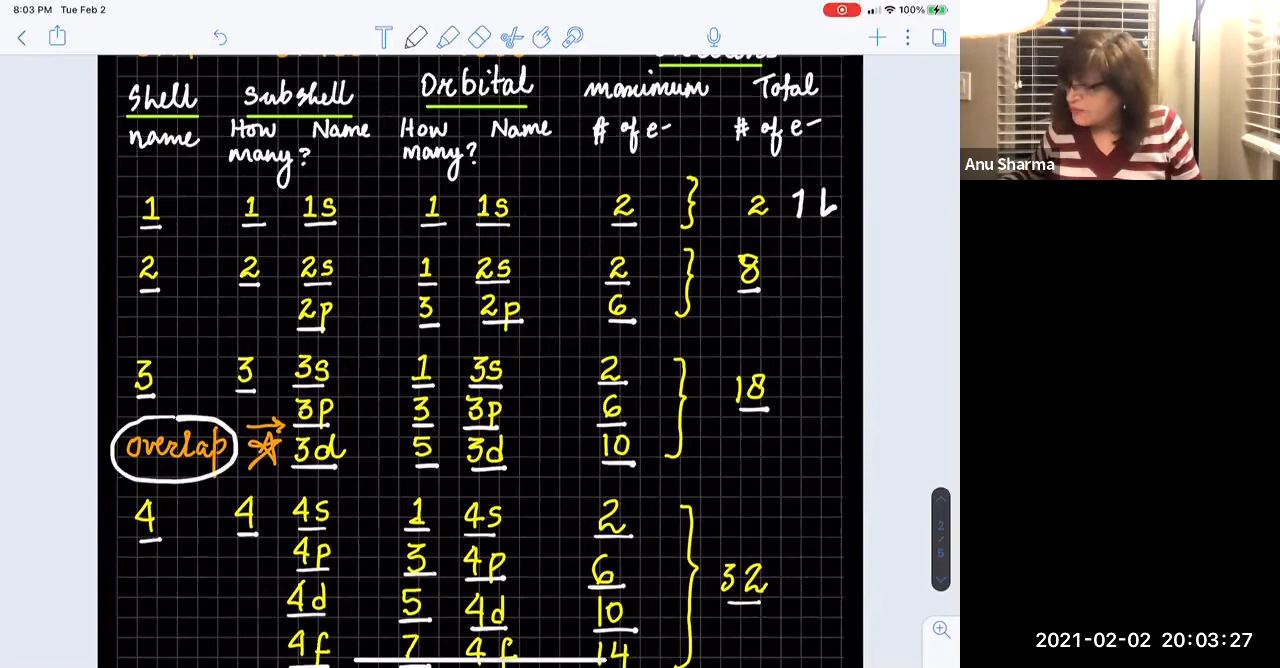 8:03 PM Tue Feb 2
100%
Shell Subshell Orbital maximum Total
name How many? Name How many? Name # of e- # of e-
1 1 1s 1 1s 2 2 1L
2 2 2s 1 2s 2 8
2p 3 2p 6
3 3 3s 1 3s 2 18
3p 3 3p 6
overlap 3d 5 3d 10
4 4 4s 1 4s 2 32
4p 3 4p 6
4d 5 4d 10
4f 7 4f 14
2
5
Anu Sharma
2021-02-02 20:03:27